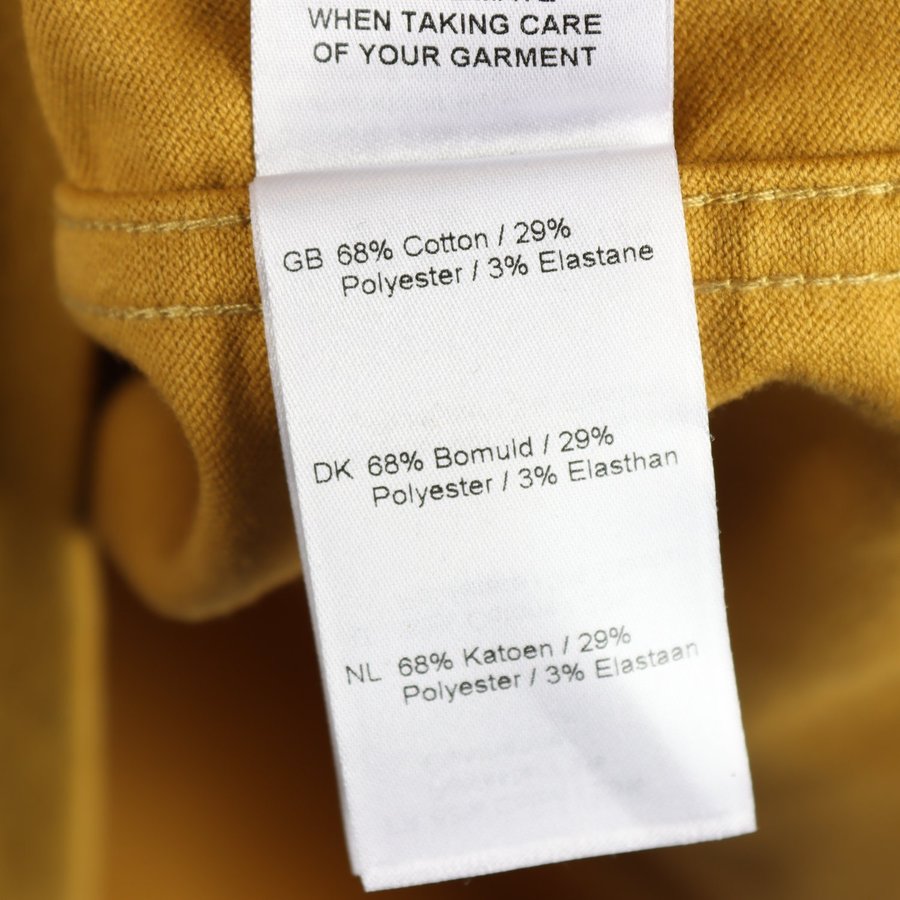 WHEN TAKING CARE
OF YOUR GARMENT
GB 68% Cotton / 29%
Polyester / 3% Elastane
DK 68% Bomuld / 29%
Polyester / 3% Elasthan
NL 68% Katoen / 29%
Polyester / 3% Elastaan